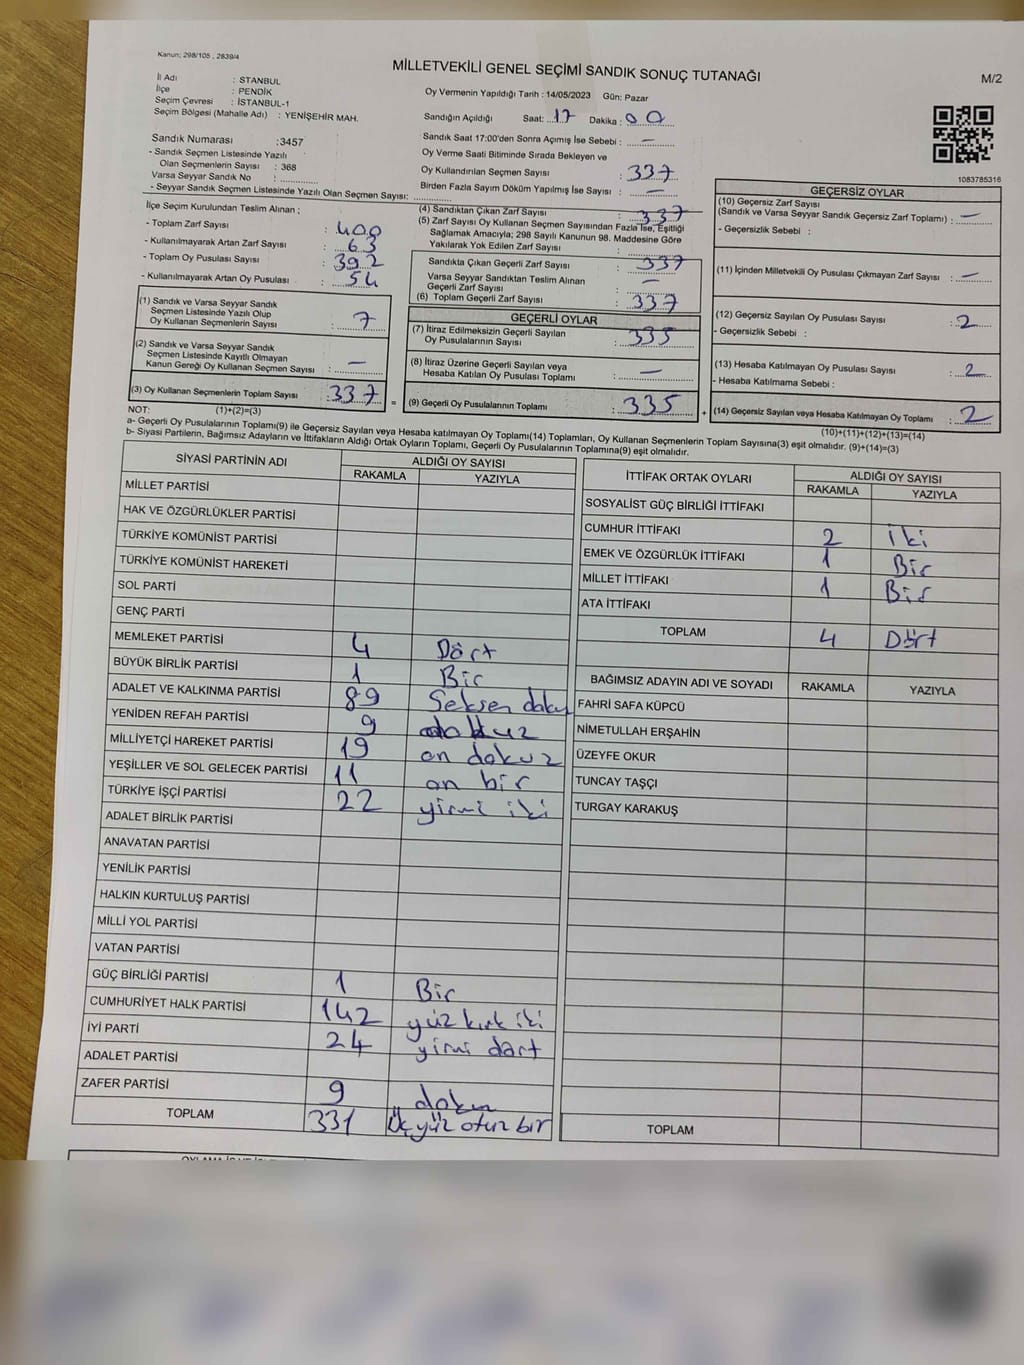 Kanun; 298/105 , 2839/4
MİLLETVEKİLİ GENEL SEÇİMİ SANDIK SONUÇ TUTANAĞI
M/2
İl Adı : STANBUL
İlçe : PENDİK
Seçim Çevresi : İSTANBUL-1
Seçim Bölgesi (Mahalle Adı) : YENİŞEHİR MAH.
Sandık Numarası :3457
- Sandık Seçmen Listesinde Yazılı
Olan Seçmenlerin Sayısı : 368
Varsa Seyyar Sandık No :
- Seyyar Sandık Seçmen Listesinde Yazılı Olan Seçmen Sayısı:
Oy Vermenin Yapıldığı Tarih : 14/05/2023 Gün: Pazar
Sandığın Açıldığı Saat: 17 Dakika: 00
Sandık Saat 17:00'den Sonra Açmış İse Sebebi : —
Oy Verme Saati Bitiminde Sırada Bekleyen ve
Oy Kullandırılan Seçmen Sayısı : 337
Birden Fazla Sayım Döküm Yapılmış İse Sayısı : —
1083785316
İlçe Seçim Kurulundan Teslim Alınan ;
- Toplam Zarf Sayısı : 400
- Kullanılmayarak Artan Zarf Sayısı : 63
- Toplam Oy Pusulası Sayısı : 392
- Kullanılmayarak Artan Oy Pusulası : 54
(1) Sandık ve Varsa Seyyar Sandık
Seçmen Listesinde Yazılı Olup
Oy Kullanan Seçmenlerin Sayısı : 7
(2) Sandık ve Varsa Seyyar Sandık
Seçmen Listesinde Kayıtlı Olmayan
Kanun Gereği Oy Kullanan Seçmen Sayısı : —
(3) Oy Kullanan Seçmenlerin Toplam Sayısı : 337
NOT: (1)+(2)=(3)
(4) Sandıktan Çıkan Zarf Sayısı : 337
(5) Zarf Sayısı Oy Kullanan Seçmen Sayısından Fazla İse, Eşitliği
Sağlamak Amacıyla; 298 Sayılı Kanunun 98. Maddesine Göre
Yakılarak Yok Edilen Zarf Sayısı : —
Sandıkta Çıkan Geçerli Zarf Sayısı : 337
Varsa Seyyar Sandıktan Teslim Alınan
Geçerli Zarf Sayısı : —
(6) Toplam Geçerli Zarf Sayısı : 337
GEÇERLİ OYLAR
(7) İtiraz Edilmeksizin Geçerli Sayılan
Oy Pusulalarının Sayısı : 335
(8) İtiraz Üzerine Geçerli Sayılan veya
Hesaba Katılan Oy Pusulası Toplamı : —
= (9) Geçerli Oy Pusulalarının Toplamı : 335 +
GEÇERSİZ OYLAR
(10) Geçersiz Zarf Sayısı
(Sandık ve Varsa Seyyar Sandık Geçersiz Zarf Toplamı) : —
- Geçersizlik Sebebi :
(11) İçinden Milletvekili Oy Pusulası Çıkmayan Zarf Sayısı : —
(12) Geçersiz Sayılan Oy Pusulası Sayısı : 2
- Geçersizlik Sebebi :
(13) Hesaba Katılmayan Oy Pusulası Sayısı : 2
- Hesaba Katılmama Sebebi :
(14) Geçersiz Sayılan veya Hesaba Katılmayan Oy Toplamı : 2
(10)+(11)+(12)+(13)=(14)
a- Geçerli Oy Pusulalarının Toplamı(9) ile Geçersiz Sayılan veya Hesaba katılmayan Oy Toplamı(14) Toplamları, Oy Kullanan Seçmenlerin Toplam Sayısına(3) eşit olmalıdır. (9)+(14)=(3)
b- Siyasi Partilerin, Bağımsız Adayların ve İttifakların Aldığı Ortak Oyların Toplamı, Geçerli Oy Pusulalarının Toplamına(9) eşit olmalıdır.
SİYASİ PARTİNİN ADI ALDIĞI OY SAYISI
RAKAMLA YAZIYLA
MİLLET PARTİSİ
HAK VE ÖZGÜRLÜKLER PARTİSİ
TÜRKİYE KOMÜNİST PARTİSİ
TÜRKİYE KOMÜNİST HAREKETİ
SOL PARTİ
GENÇ PARTİ
MEMLEKET PARTİSİ 4 Dört
BÜYÜK BİRLİK PARTİSİ 1 Bir
ADALET VE KALKINMA PARTİSİ 89 Seksen doku
YENİDEN REFAH PARTİSİ 9 dokuz
MİLLİYETÇİ HAREKET PARTİSİ 19 on dokuz
YEŞİLLER VE SOL GELECEK PARTİSİ 11 on bir
TÜRKİYE İŞÇİ PARTİSİ 22 yirmi iki
ADALET BİRLİK PARTİSİ
ANAVATAN PARTİSİ
YENİLİK PARTİSİ
HALKIN KURTULUŞ PARTİSİ
MİLLİ YOL PARTİSİ
VATAN PARTİSİ
GÜÇ BİRLİĞİ PARTİSİ 1 Bir
CUMHURİYET HALK PARTİSİ 142 yüz kırk iki
İYİ PARTİ 24 yirmi dört
ADALET PARTİSİ
ZAFER PARTİSİ 9
TOPLAM 331 Üç yüz otuz bir
İTTİFAK ORTAK OYLARI ALDIĞI OY SAYISI
RAKAMLA YAZIYLA
SOSYALİST GÜÇ BİRLİĞİ İTTİFAKI
CUMHUR İTTİFAKI 2 iki
EMEK VE ÖZGÜRLÜK İTTİFAKI 1 Bir
MİLLET İTTİFAKI 1 Bir
ATA İTTİFAKI
TOPLAM 4 Dört
BAĞIMSIZ ADAYIN ADI VE SOYADI RAKAMLA YAZIYLA
FAHRİ SAFA KÜPCÜ
NİMETULLAH ERŞAHİN
ÜZEYFE OKUR
TUNCAY TAŞÇI
TURGAY KARAKUŞ
TOPLAM